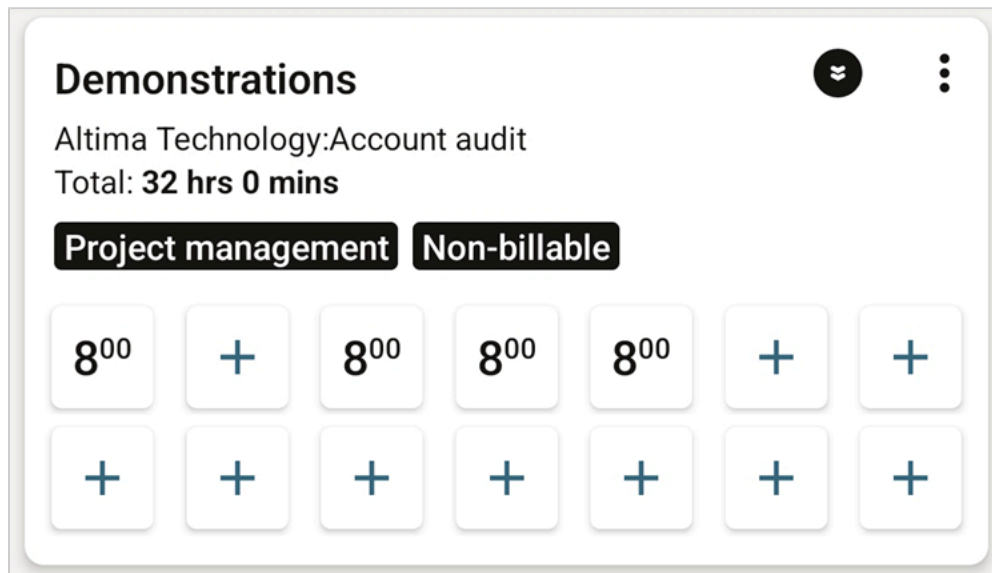 Demonstrations
Altima Technology:Account audit
Total: 32 hrs 0 mins
Project management Non-billable
8⁰⁰ + 8⁰⁰ 8⁰⁰ 8⁰⁰ + +
+ + + + + + +